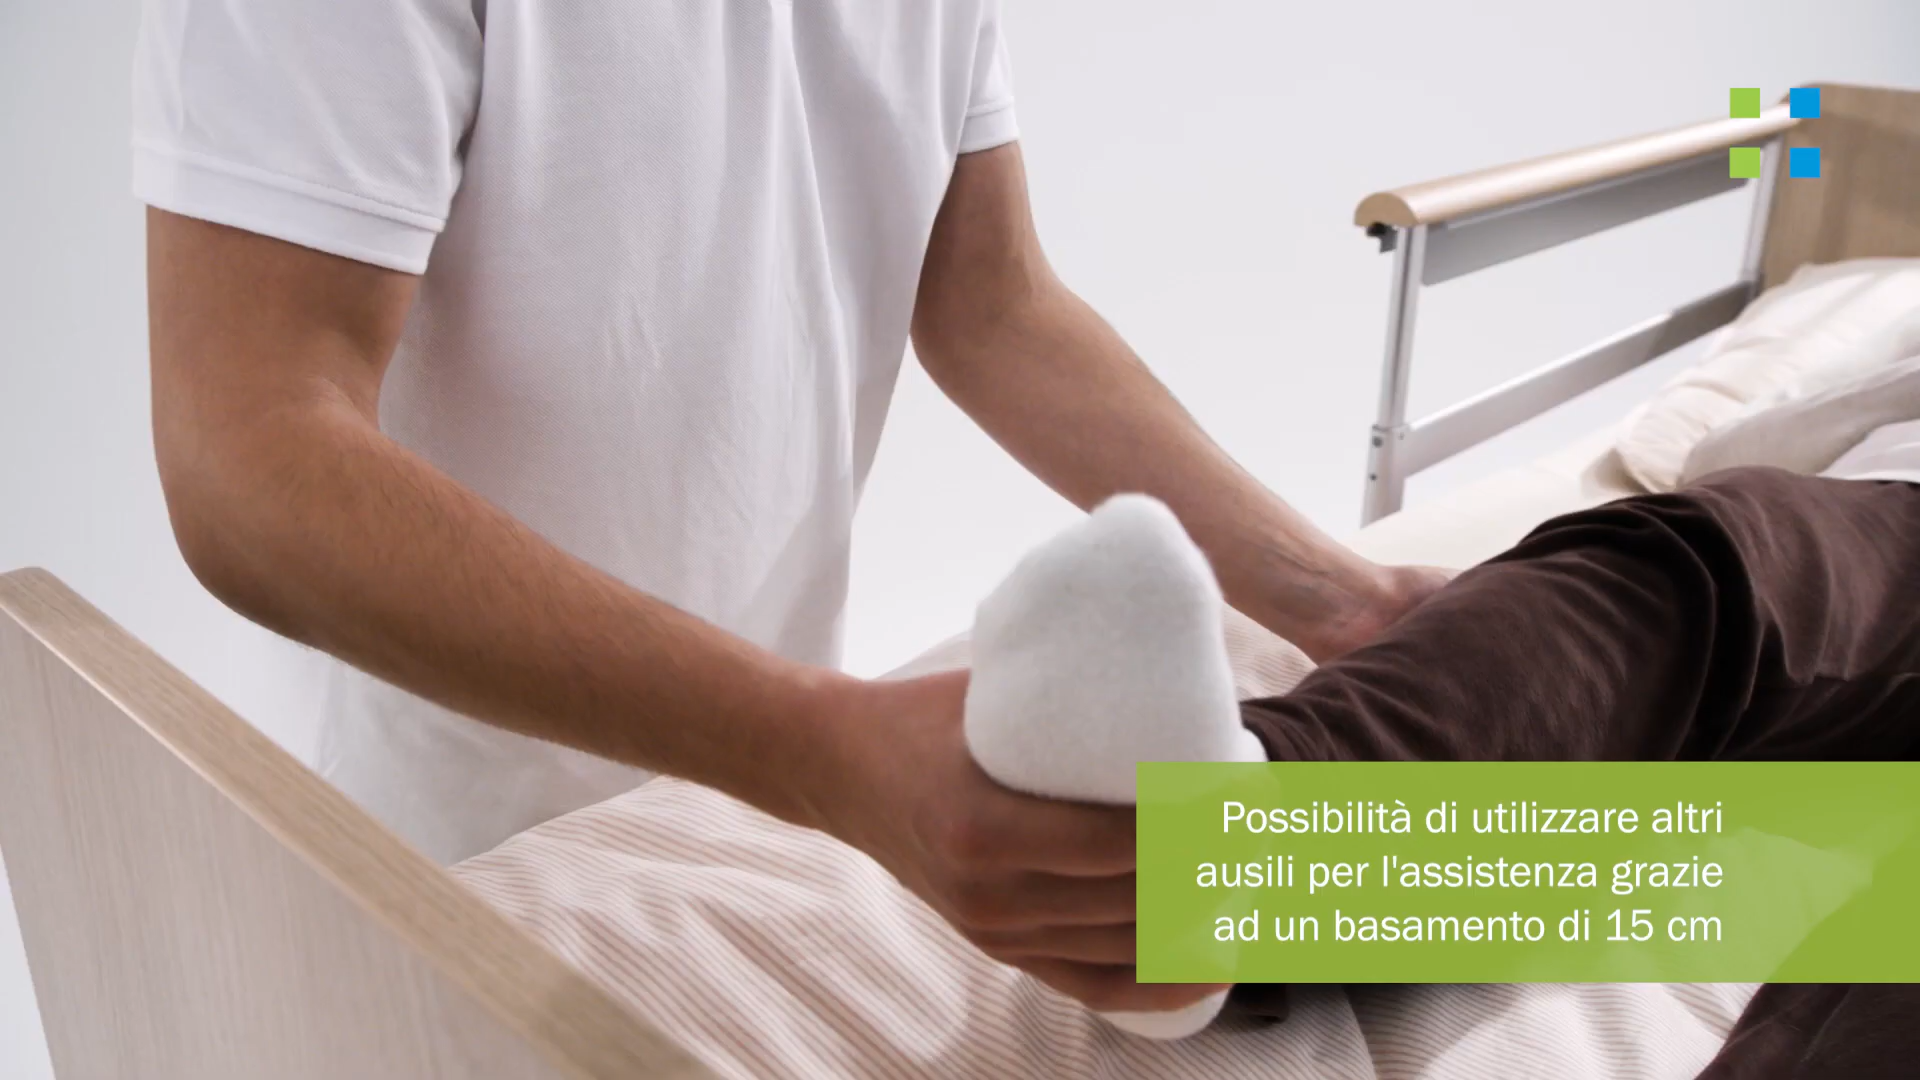 Possibilità di utilizzare altri
ausili per l'assistenza grazie
ad un basamento di 15 cm